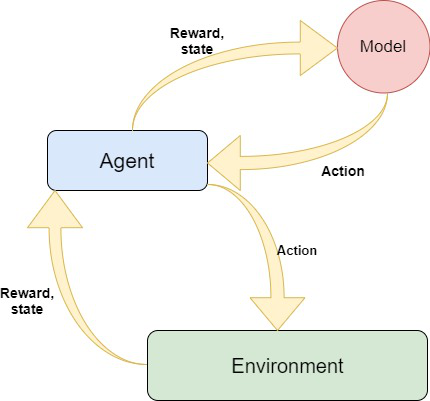 Reward,
state
Model
Agent
Action
Action
Reward,
state
Environment